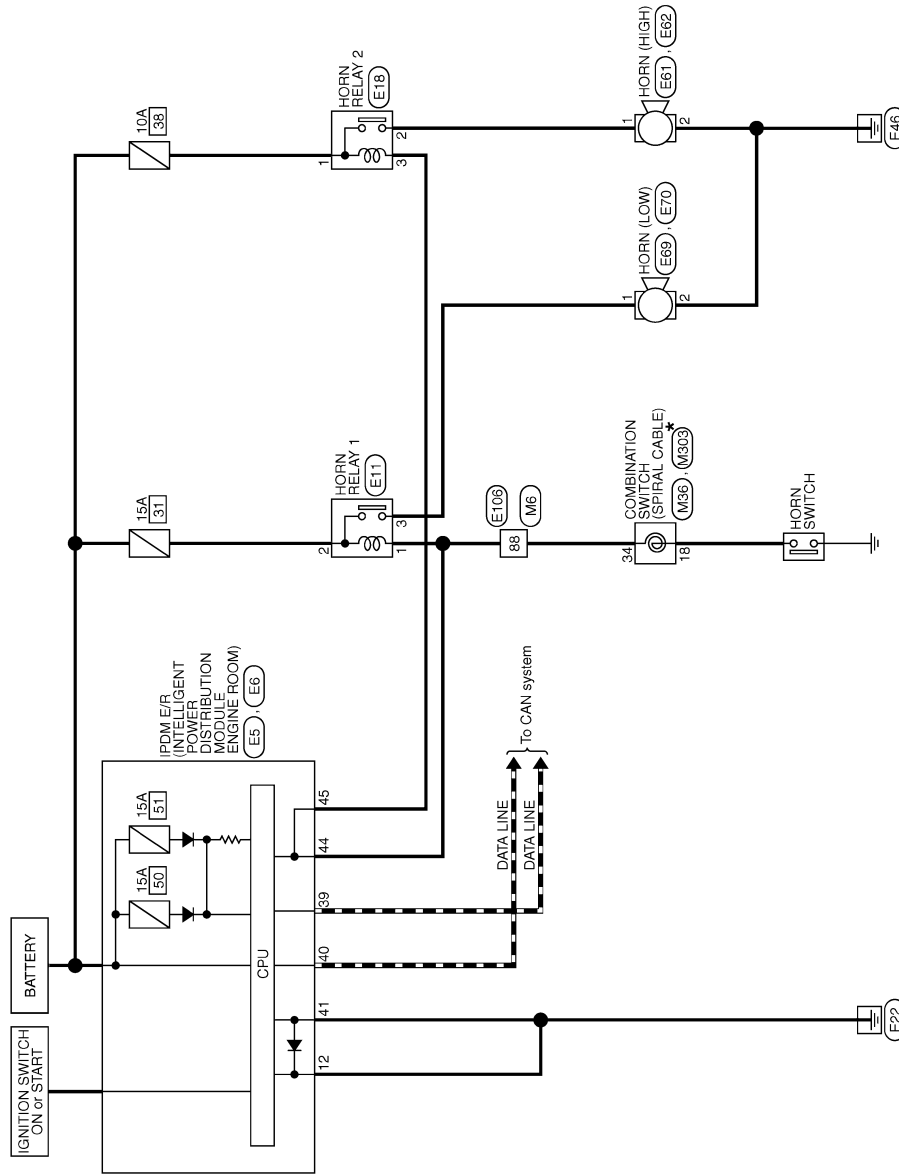 IGNITION SWITCH
ON or START
BATTERY
IPDM E/R
(INTELLIGENT
POWER
DISTRIBUTION
MODULE
ENGINE ROOM)
E5 , E6
15A
50
15A
51
CPU
12
41
40
39
44
45
DATA LINE
DATA LINE
To CAN system
15A
31
10A
38
HORN
RELAY 1
E11
2
1
3
HORN
RELAY 2
E18
1
3
2
E106
88
M6
COMBINATION
SWITCH
(SPIRAL CABLE)
M36 , M303 *
34
18
HORN
SWITCH
HORN (LOW)
E69 , E70
1
2
HORN (HIGH)
E61 , E62
1
2